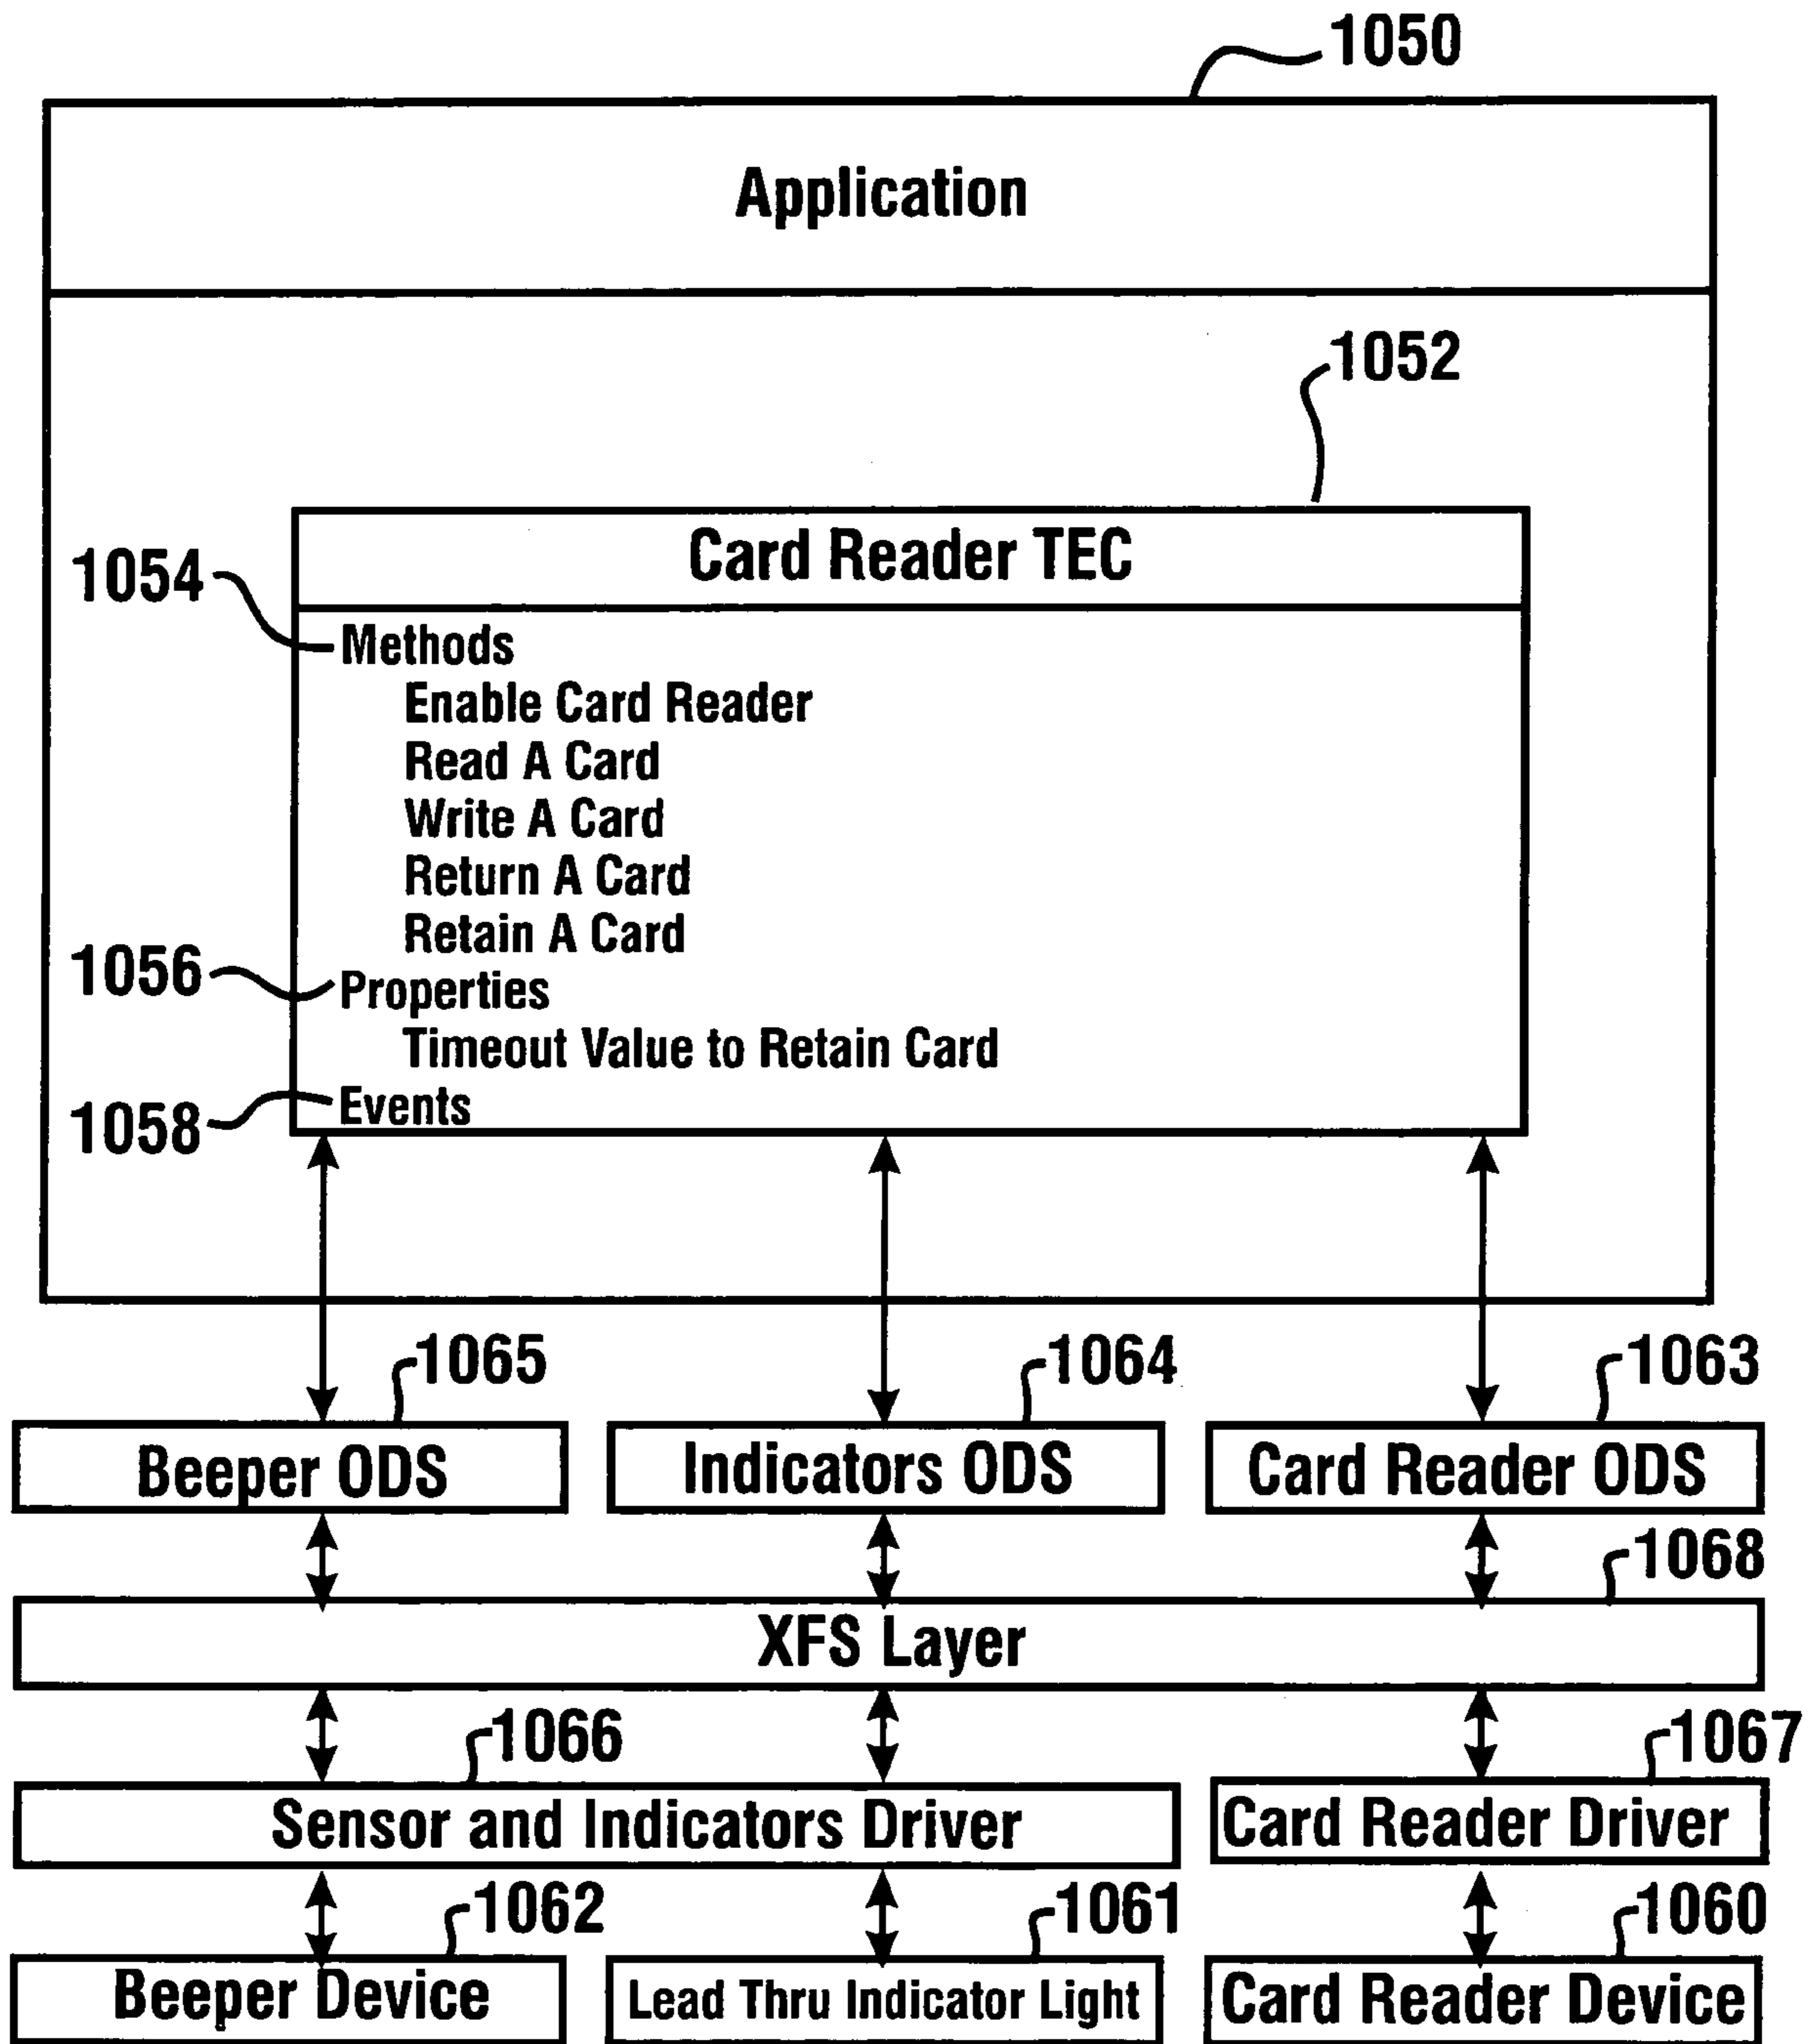 1050
Application
1052
Card Reader TEC
1054
Methods
Enable Card Reader
Read A Card
Write A Card
Return A Card
Retain A Card
1056
Properties
Timeout Value to Retain Card
1058
Events
1065
1064
1063
Beeper ODS
Indicators ODS
Card Reader ODS
1068
XFS Layer
1066
1067
Sensor and Indicators Driver
Card Reader Driver
1062
1061
1060
Beeper Device
Lead Thru Indicator Light
Card Reader Device